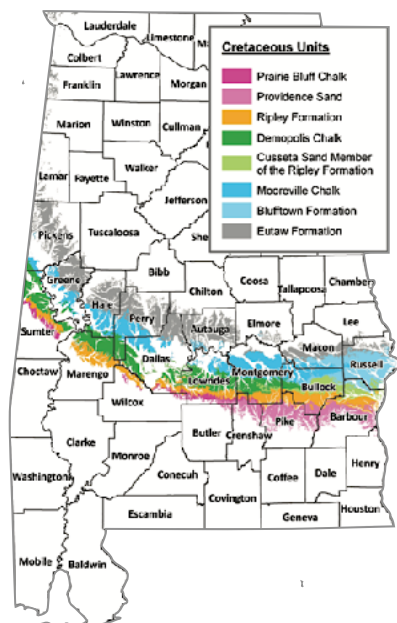 Lauderdale
Limestone
Ma
Colbert
Lawrence
Franklin
Morgan
Marion
Winston
Cullman
Walker
Lamar
Fayette
Jefferson
Pickens
Tuscaloosa
She
Bibb
Greene
Hale
Perry
Chilton
Coosa
Tallapoosa
Chambers
Autauga
Elmore
Lee
Macon
Russell
Sumter
Dallas
Montgomery
Lowndes
Bullock
Choctaw
Marengo
Wilcox
Butler
Crenshaw
Pike
Barbour
Clarke
Monroe
Conecuh
Washington
Covington
Coffee
Dale
Henry
Escambia
Geneva
Houston
Mobile
Baldwin
Cretaceous Units
Prairie Bluff Chalk
Providence Sand
Ripley Formation
Demopolis Chalk
Cusseta Sand Member
of the Ripley Formation
Mooreville Chalk
Blufftown Formation
Eutaw Formation